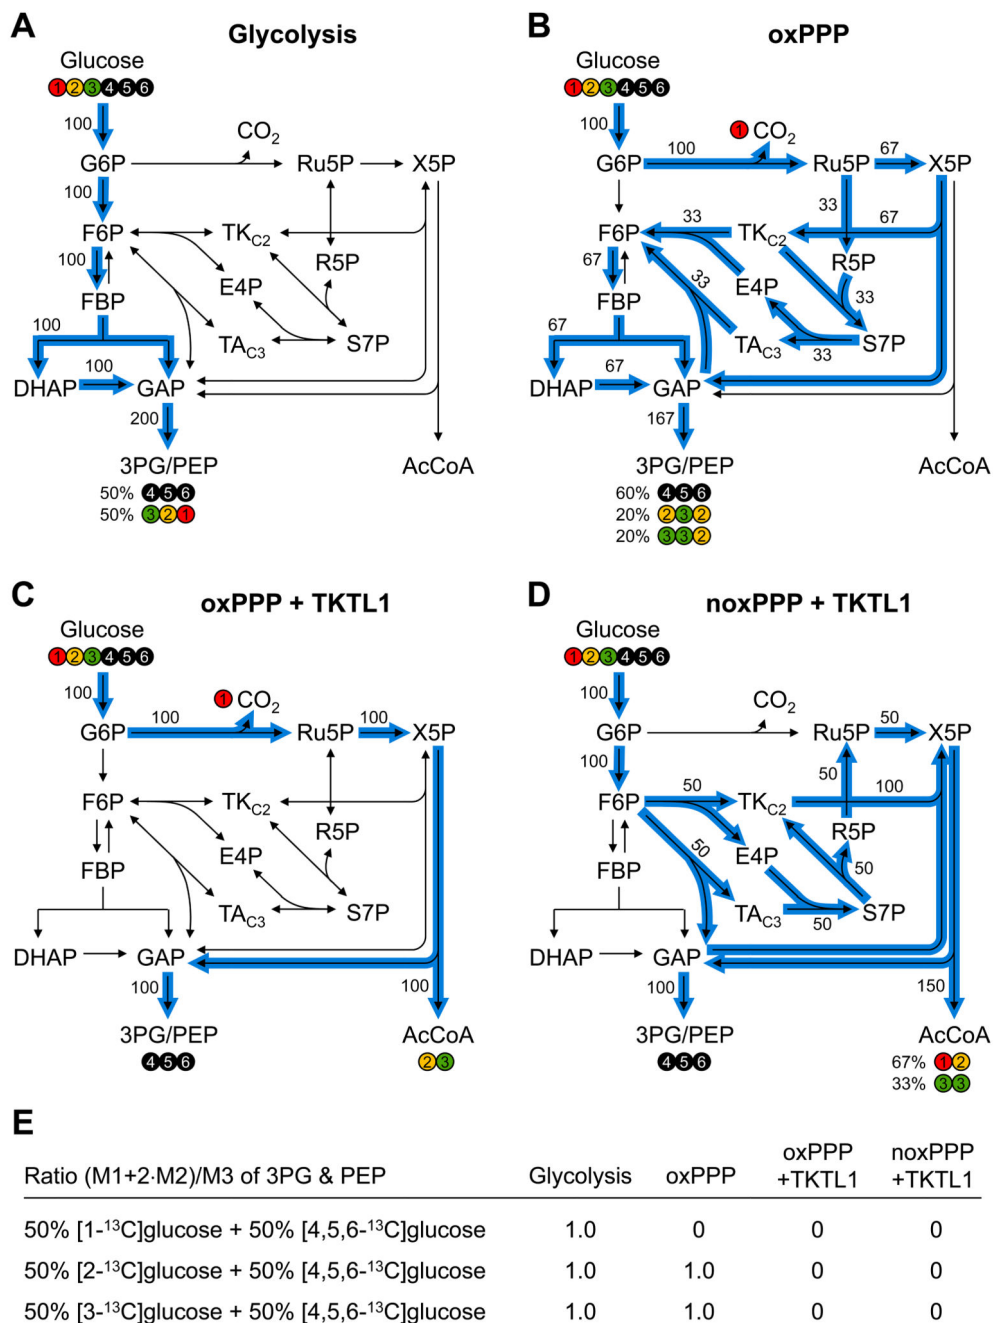 A
Glycolysis
Glucose
1 2 3 4 5 6
100
CO2
G6P
Ru5P
X5P
100
F6P
TKC2
R5P
100
E4P
FBP
100
TAC3
S7P
DHAP
100
GAP
200
3PG/PEP
AcCoA
50% 4 5 6
50% 3 2 1
B
oxPPP
Glucose
1 2 3 4 5 6
100
1 CO2
G6P
100
Ru5P
67
X5P
33
33
67
F6P
TKC2
R5P
67
33
E4P
FBP
33
67
TAC3
33
S7P
DHAP
67
GAP
167
3PG/PEP
AcCoA
60% 4 5 6
20% 2 3 2
20% 3 3 2
C
oxPPP + TKTL1
Glucose
1 2 3 4 5 6
100
1 CO2
100
G6P
Ru5P
100
X5P
F6P
TKC2
R5P
E4P
FBP
TAC3
S7P
DHAP
GAP
100
100
3PG/PEP
AcCoA
4 5 6
2 3
D
noxPPP + TKTL1
Glucose
1 2 3 4 5 6
100
CO2
G6P
Ru5P
50
X5P
100
50
50
100
F6P
TKC2
R5P
50
E4P
50
FBP
TAC3
50
S7P
DHAP
GAP
100
150
3PG/PEP
AcCoA
4 5 6
67% 1 2
33% 3 3
E
Ratio (M1+2·M2)/M3 of 3PG & PEP Glycolysis oxPPP oxPPP +TKTL1 noxPPP +TKTL1
50% [1-¹³C]glucose + 50% [4,5,6-¹³C]glucose 1.0 0 0 0
50% [2-¹³C]glucose + 50% [4,5,6-¹³C]glucose 1.0 1.0 0 0
50% [3-¹³C]glucose + 50% [4,5,6-¹³C]glucose 1.0 1.0 0 0